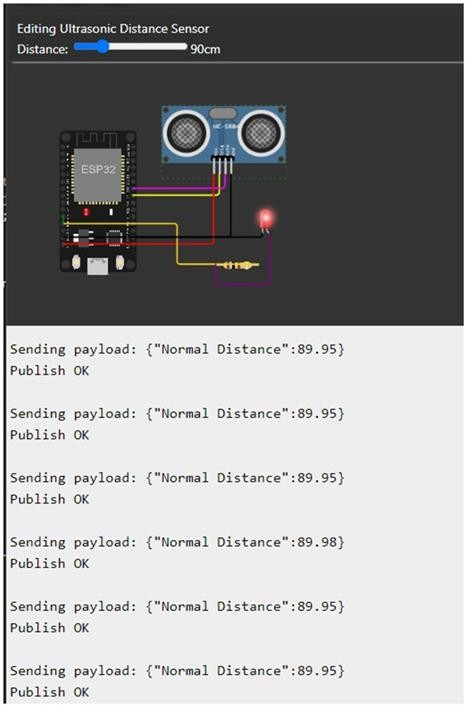 Editing Ultrasonic Distance Sensor
Distance: 90cm
HC-SR04
ESP32
Sending payload: {"Normal Distance":89.95}
Publish OK
Sending payload: {"Normal Distance":89.95}
Publish OK
Sending payload: {"Normal Distance":89.95}
Publish OK
Sending payload: {"Normal Distance":89.98}
Publish OK
Sending payload: {"Normal Distance":89.95}
Publish OK
Sending payload: {"Normal Distance":89.95}
Publish OK